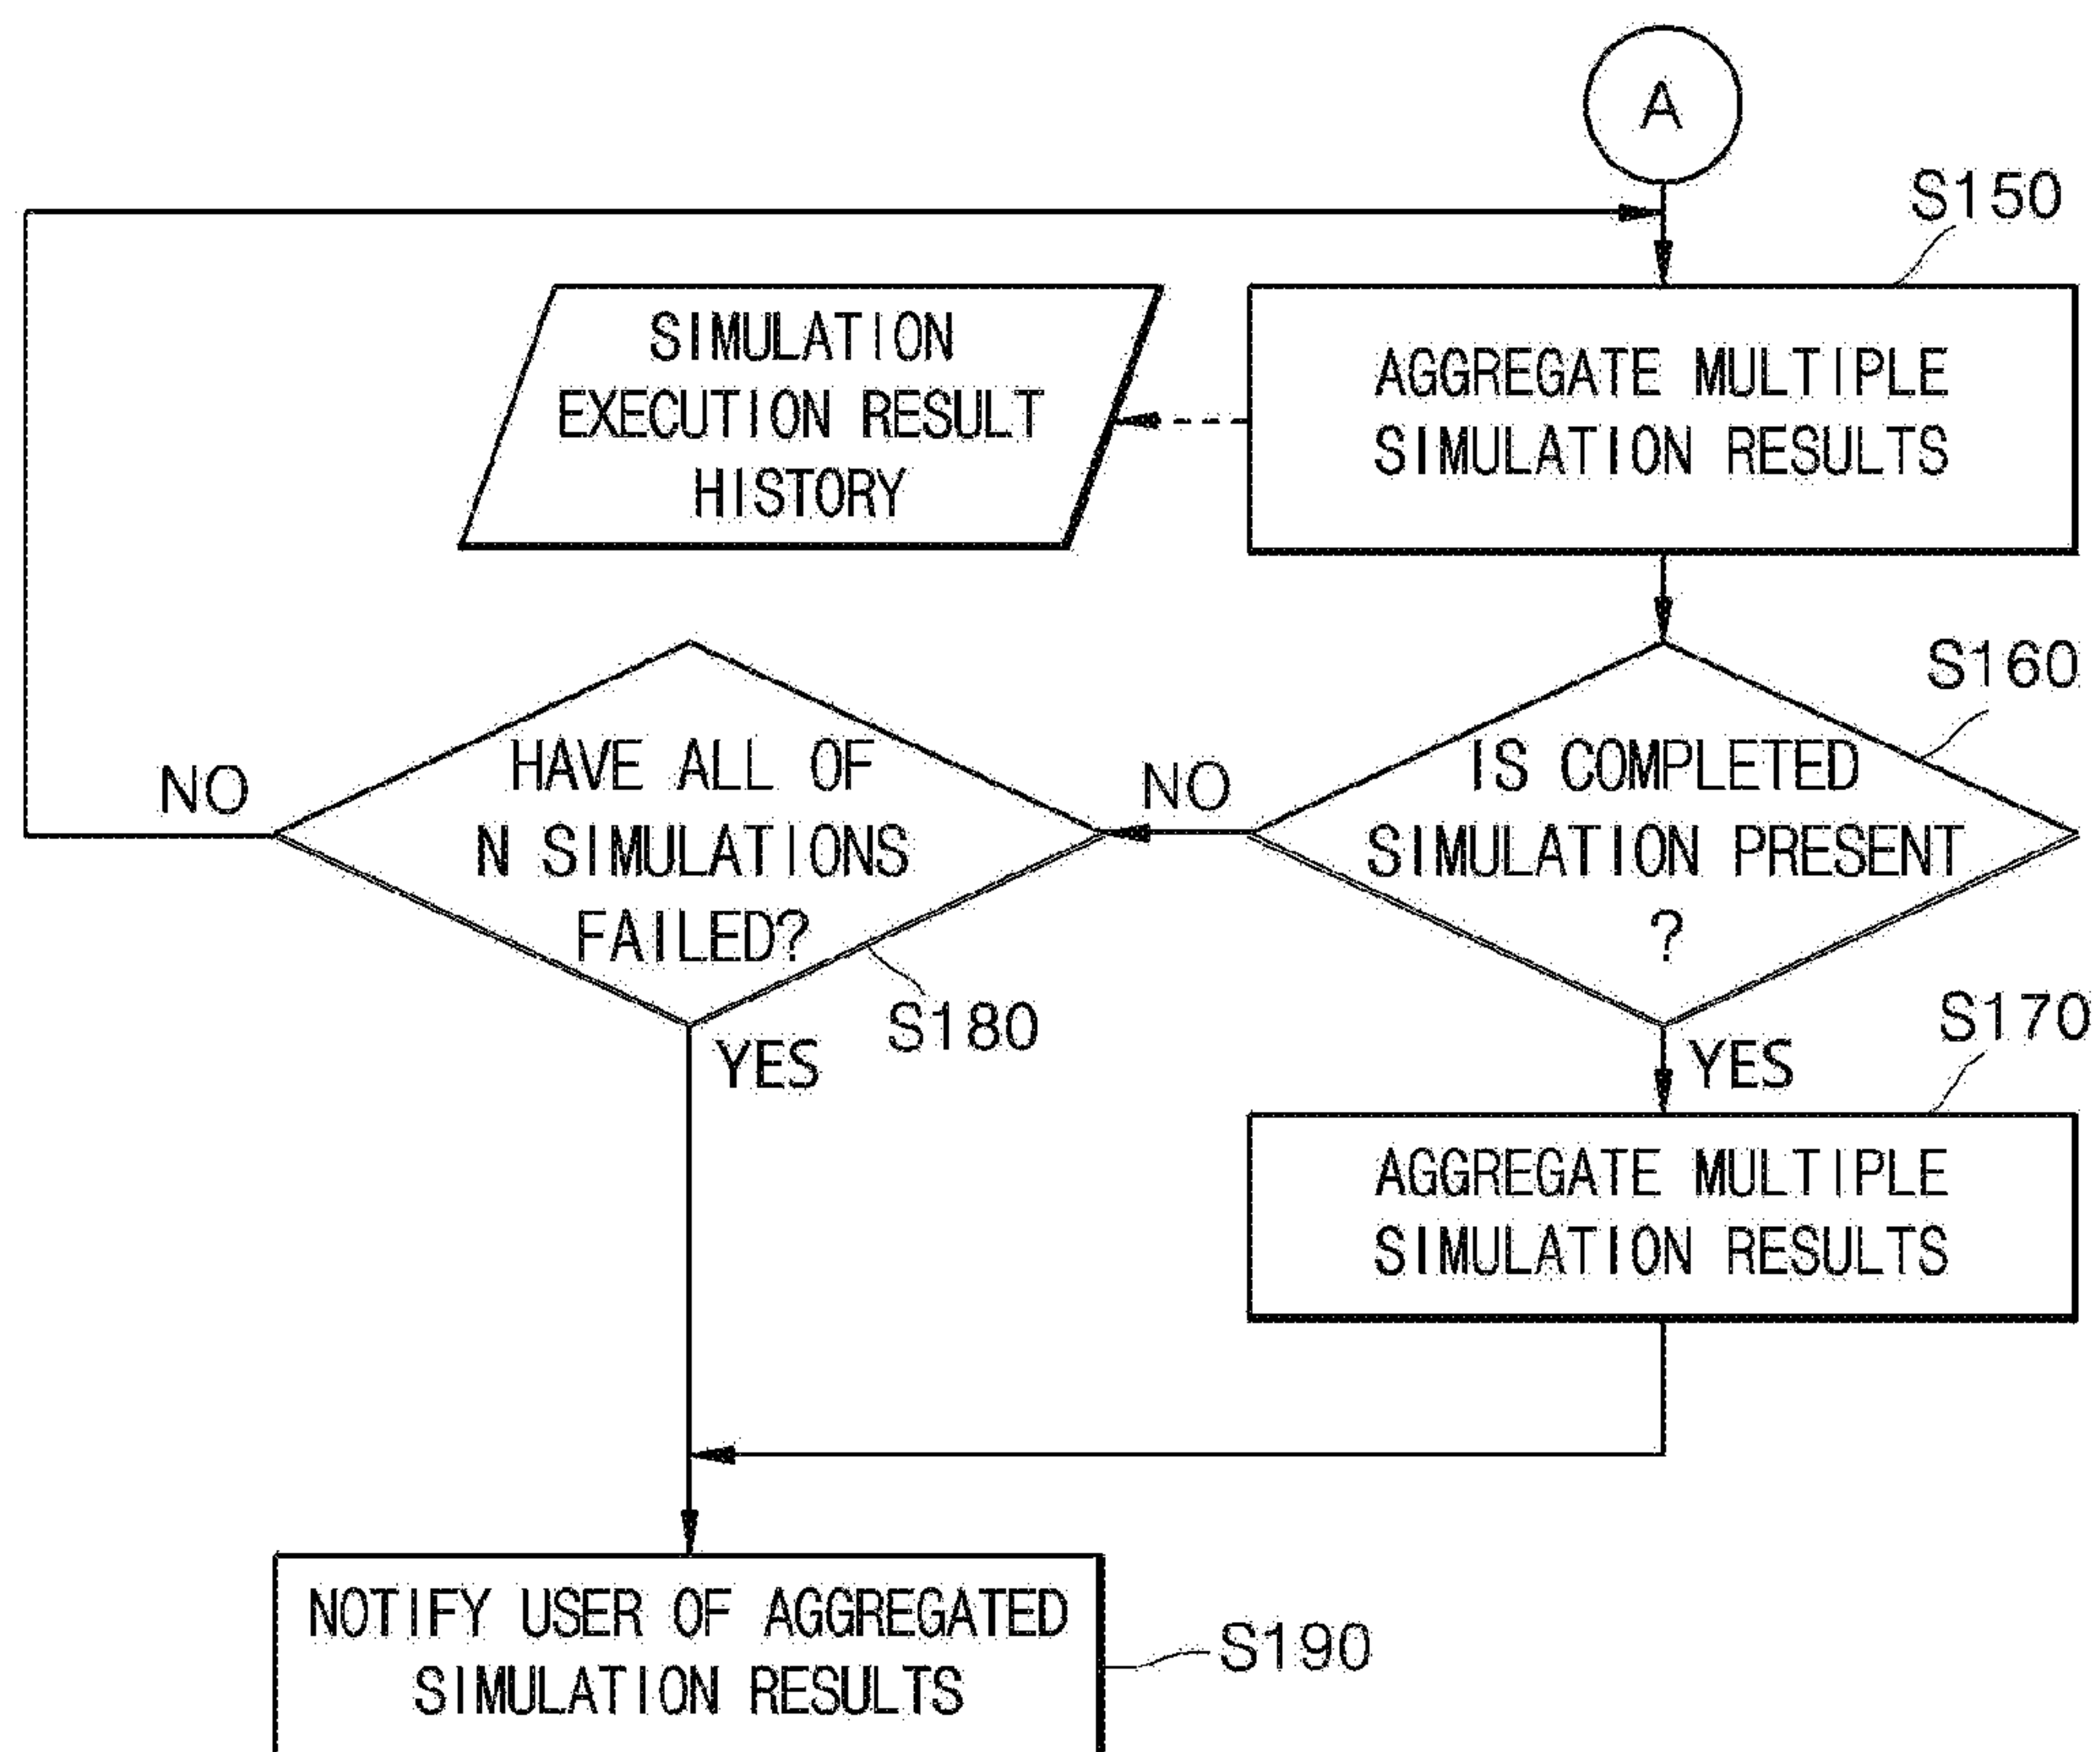 A
S150
SIMULATION
EXECUTION RESULT
HISTORY
AGGREGATE MULTIPLE
SIMULATION RESULTS
S160
NO
HAVE ALL OF
N SIMULATIONS
FAILED?
NO
IS COMPLETED
SIMULATION PRESENT
?
S180
YES
YES
S170
AGGREGATE MULTIPLE
SIMULATION RESULTS
NOTIFY USER OF AGGREGATED
SIMULATION RESULTS
S190